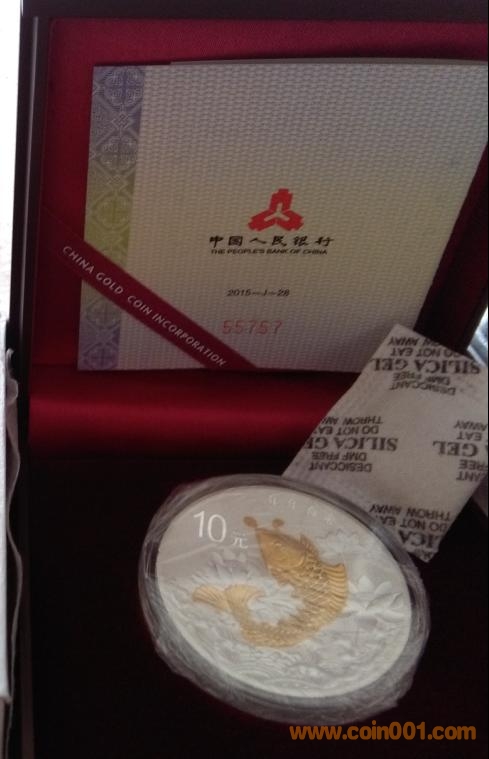 中国人民银行
THE PEOPLE'S BANK OF CHINA
2015—J—28
55757
CHINA GOLD COIN INCORPORATION
DESICCANT
DMF FREE
SILICA GEL
DO NOT EAT
THROW AWAY
DESICCANT
DMF FREE
SILICA GEL
DO NOT EAT
THROW AWAY
10元
www.coin001.com